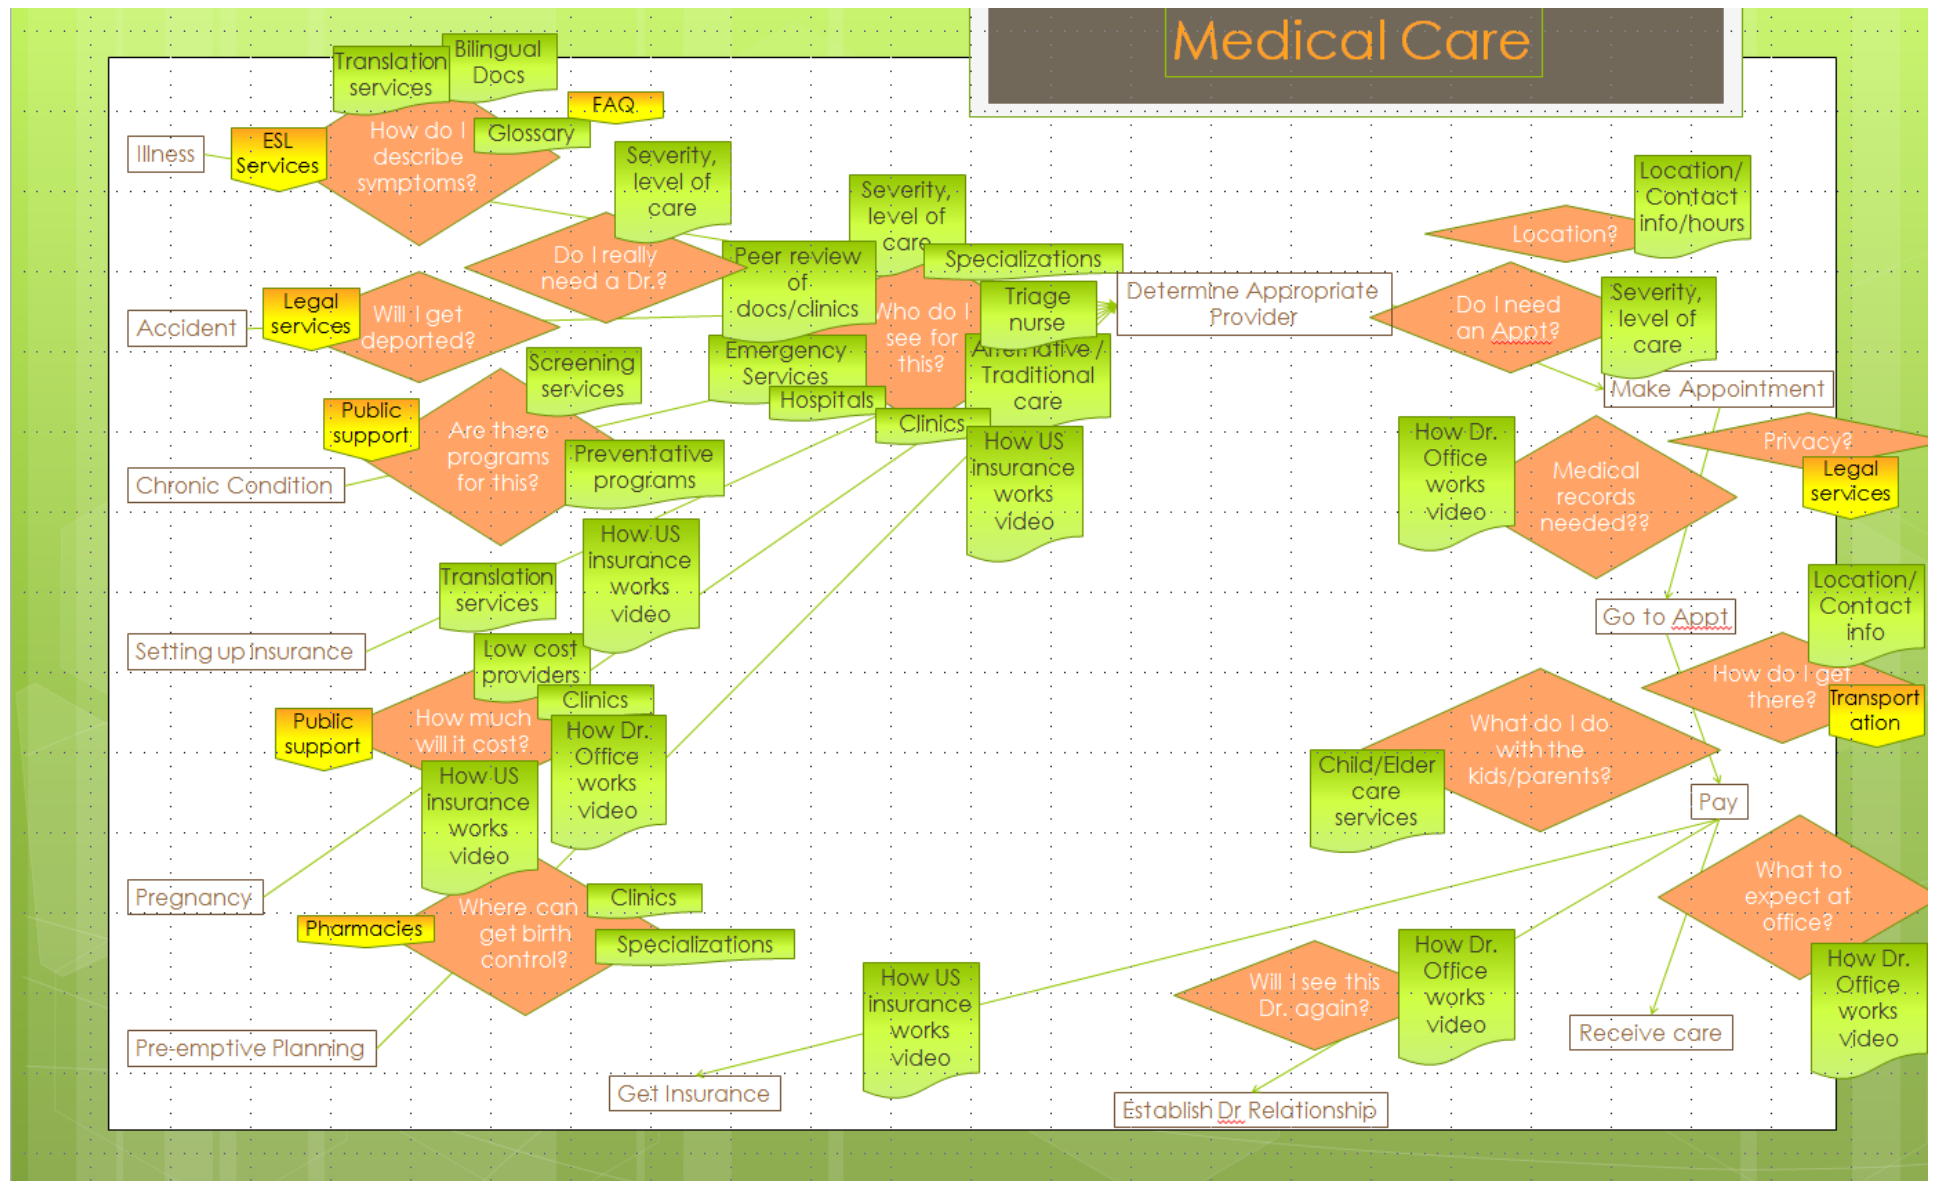 Medical Care
Translation
services
Bilingual
Docs
FAQ
Glossary
ESL
Services
Illness
How do I
describe
symptoms?
Severity,
level of
care
Do I really
need a Dr.?
Legal
services
Accident
Will I get
deported?
Peer review
of
docs/clinics
Severity,
level of
care
Specializations
Triage
nurse
Who do I
see for
this?
Emergency
Services
Hospitals
Clinics
Alternative /
Traditional
care
How US
insurance
works
video
Determine Appropriate
Provider
Location?
Location/
Contact
info/hours
Do I need
an Appt?
Severity,
level of
care
Make Appointment
Screening
services
Public
support
Are there
programs
for this?
Preventative
programs
Chronic Condition
How Dr.
Office
works
video
Medical
records
needed??
Privacy?
Legal
services
How US
insurance
works
video
Translation
services
Setting up insurance
Go to Appt
Location/
Contact
info
How do I get
there?
Transport
ation
Low cost
providers
Clinics
Public
support
How much
will it cost?
How Dr.
Office
works
video
How US
insurance
works
video
What do I do
with the
kids/parents?
Child/Elder
care
services
Pay
Pregnancy
Where can
get birth
control?
Clinics
Pharmacies
Specializations
What to
expect at
office?
How Dr.
Office
works
video
Will I see this
Dr. again?
How Dr.
Office
works
video
How US
insurance
works
video
Receive care
Pre-emptive Planning
Get Insurance
Establish Dr Relationship